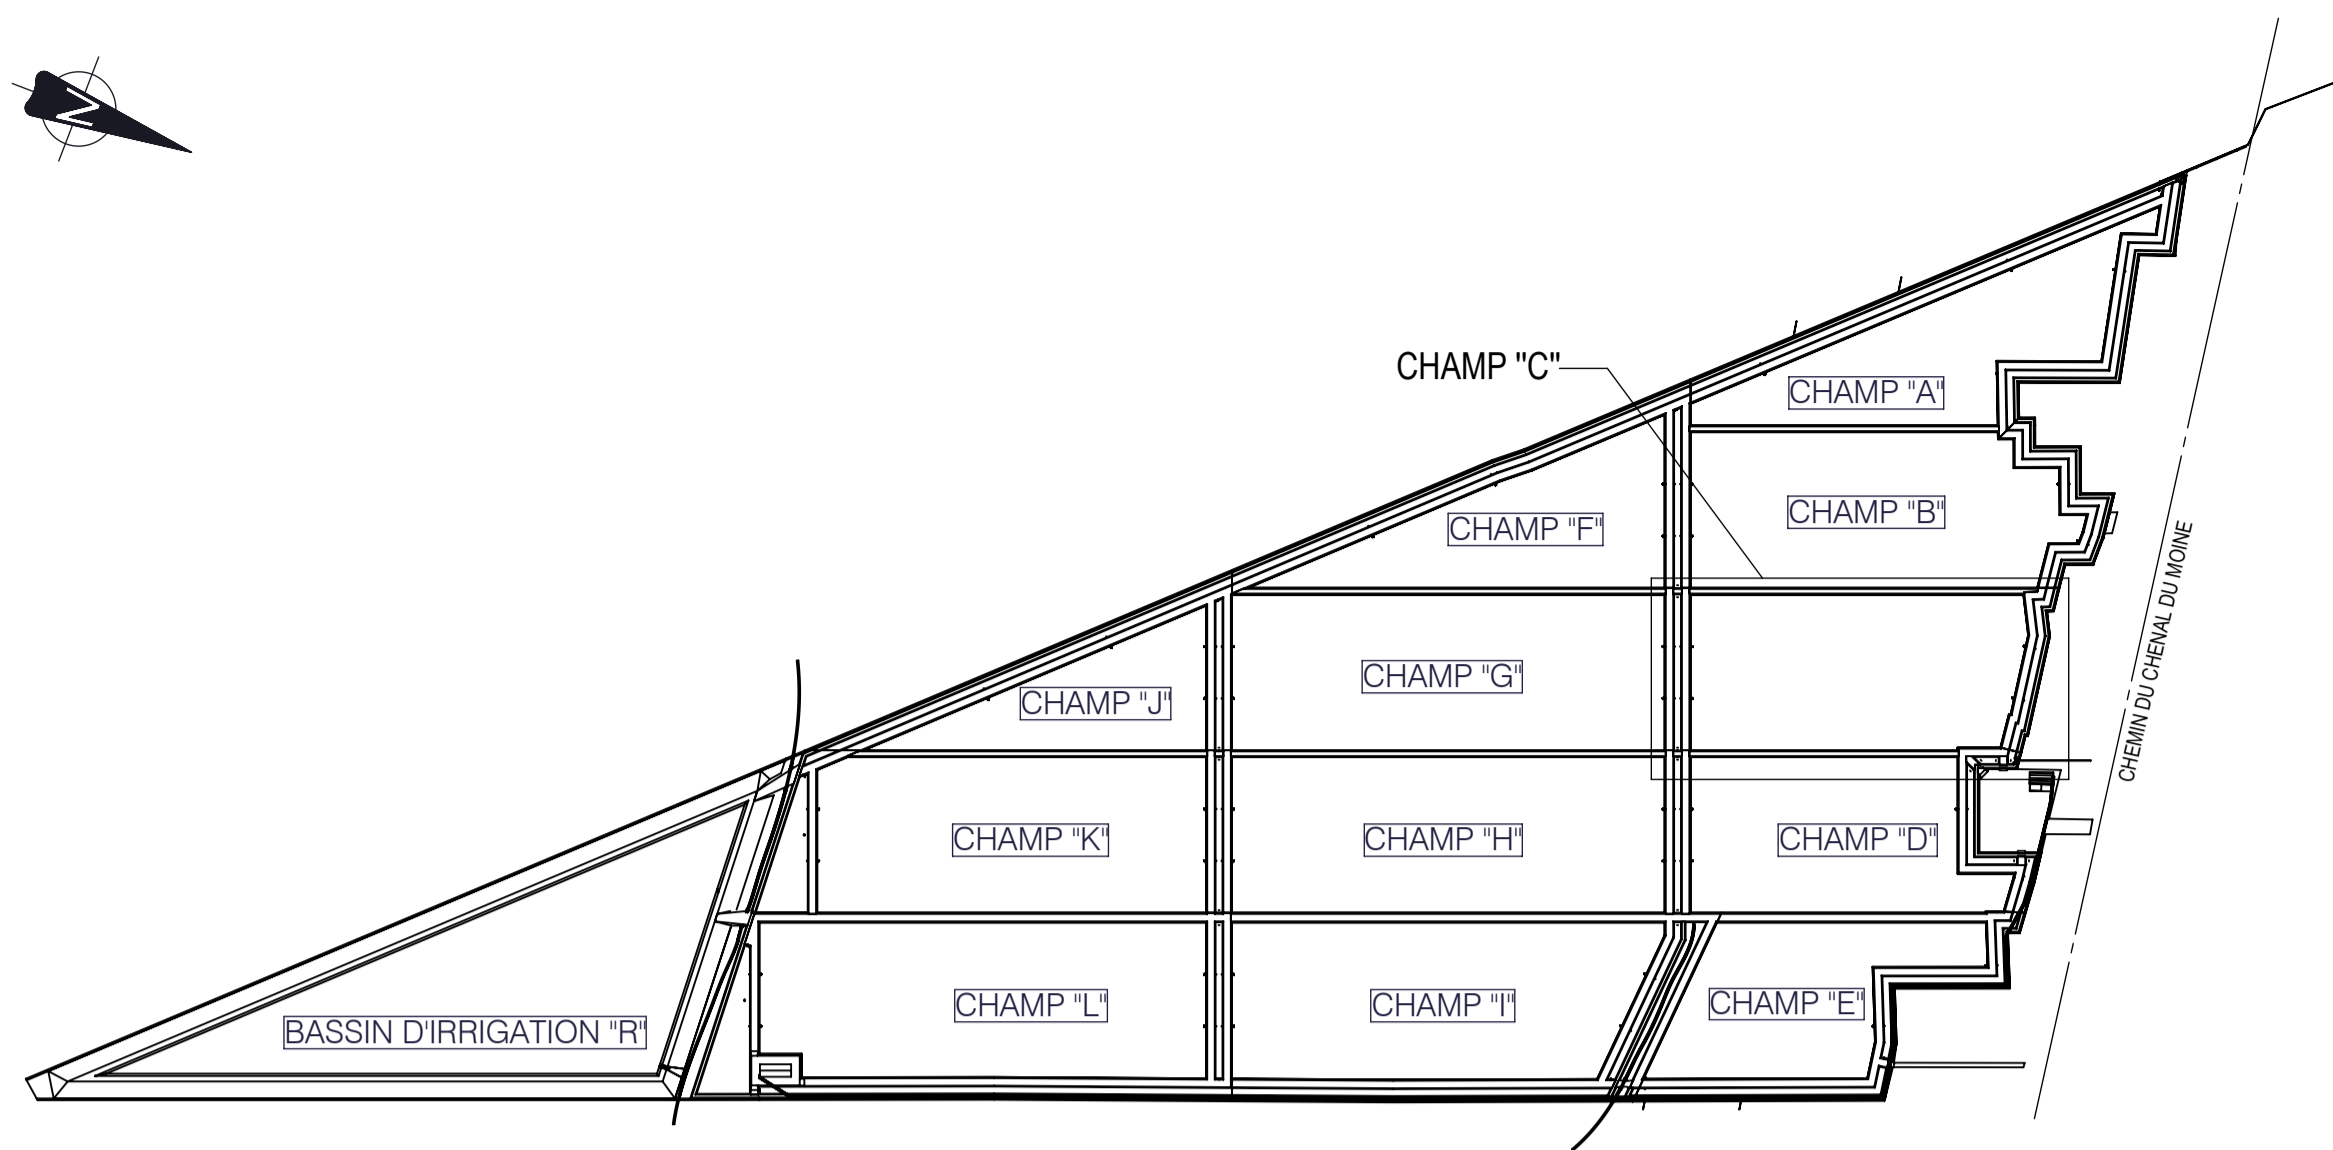 N
CHAMP "C"
CHAMP "A"
CHAMP "B"
CHAMP "F"
CHAMP "G"
CHAMP "J"
CHEMIN DU CHENAL DU MOINE
CHAMP "K"
CHAMP "H"
CHAMP "D"
CHAMP "L"
CHAMP "I"
CHAMP "E"
BASSIN D'IRRIGATION "R"